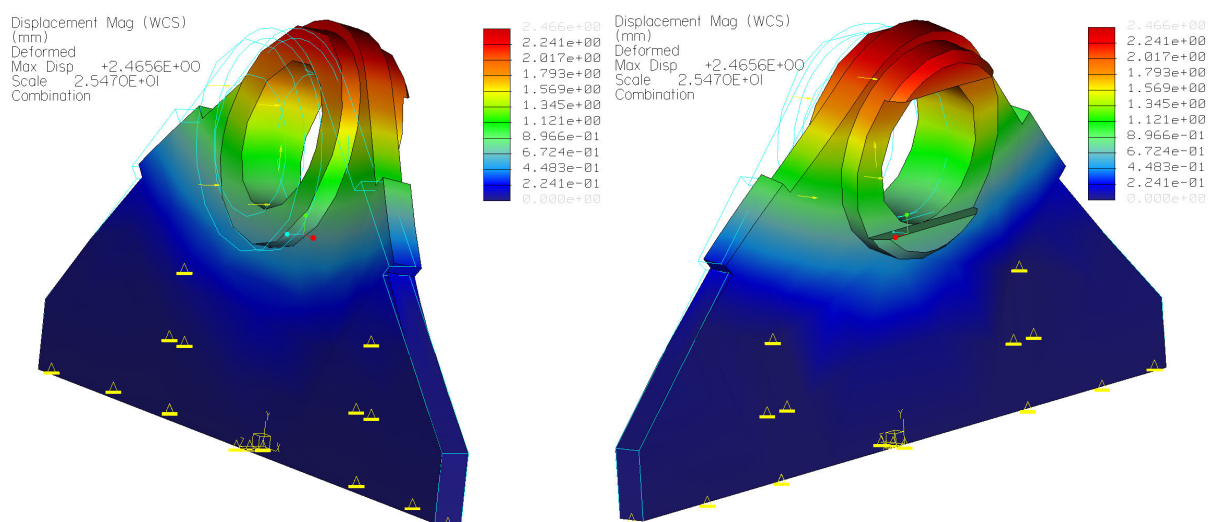 Displacement Mag (WCS)
(mm)
Deformed
Max Disp +2.4656E+00
Scale 2.5470E+01
Combination
2.466e+00
2.241e+00
2.017e+00
1.793e+00
1.569e+00
1.345e+00
1.121e+00
8.966e-01
6.724e-01
4.483e-01
2.241e-01
0.000e+00
Y
X
Displacement Mag (WCS)
(mm)
Deformed
Max Disp +2.4656E+00
Scale 2.5470E+01
Combination
2.466e+00
2.241e+00
2.017e+00
1.793e+00
1.569e+00
1.345e+00
1.121e+00
8.966e-01
6.724e-01
4.483e-01
2.241e-01
0.000e+00
Y